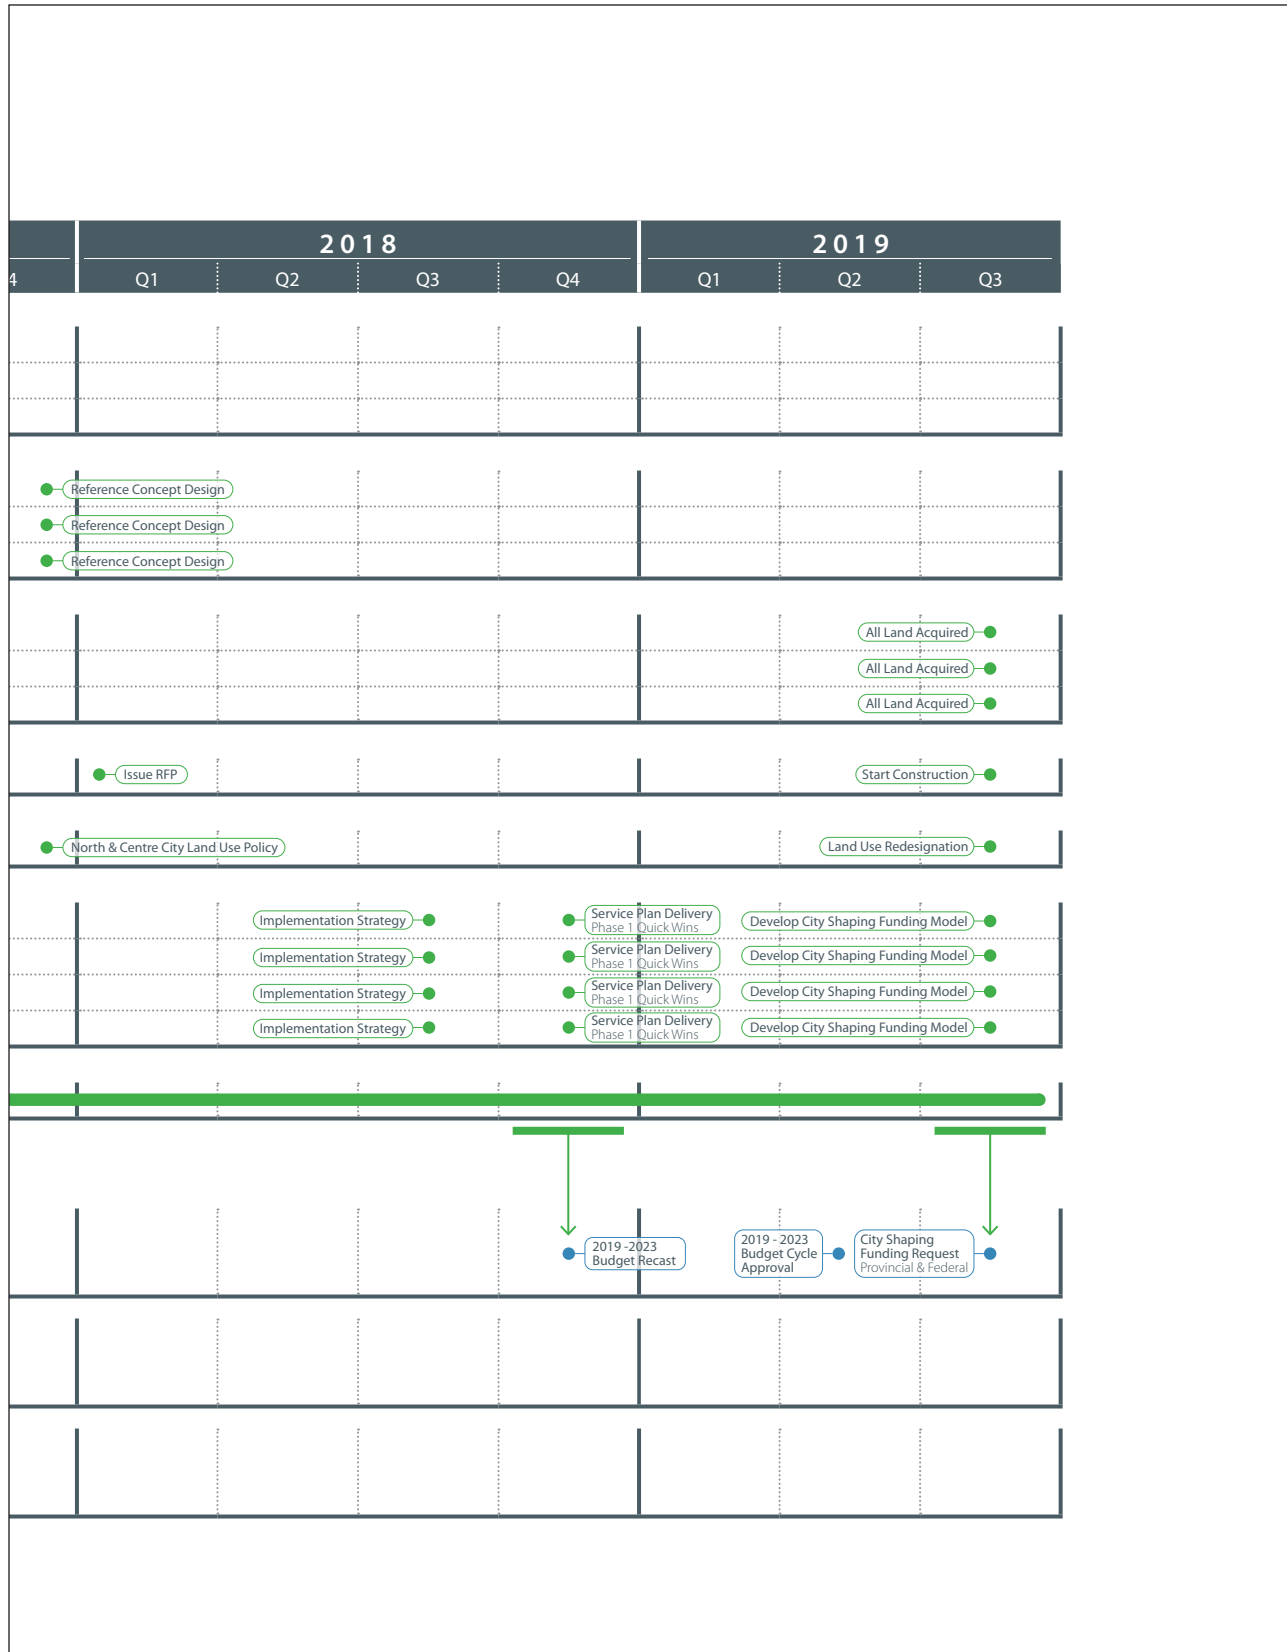 2018
2019
4
Q1
Q2
Q3
Q4
Q1
Q2
Q3
Reference Concept Design
Reference Concept Design
Reference Concept Design
All Land Acquired
All Land Acquired
All Land Acquired
Issue RFP
Start Construction
North & Centre City Land Use Policy
Land Use Redesignation
Implementation Strategy
Service Plan Delivery
Phase 1 Quick Wins
Develop City Shaping Funding Model
Implementation Strategy
Service Plan Delivery
Phase 1 Quick Wins
Develop City Shaping Funding Model
Implementation Strategy
Service Plan Delivery
Phase 1 Quick Wins
Develop City Shaping Funding Model
Implementation Strategy
Service Plan Delivery
Phase 1 Quick Wins
Develop City Shaping Funding Model
2019 -2023
Budget Recast
2019 - 2023
Budget Cycle
Approval
City Shaping
Funding Request
Provincial & Federal